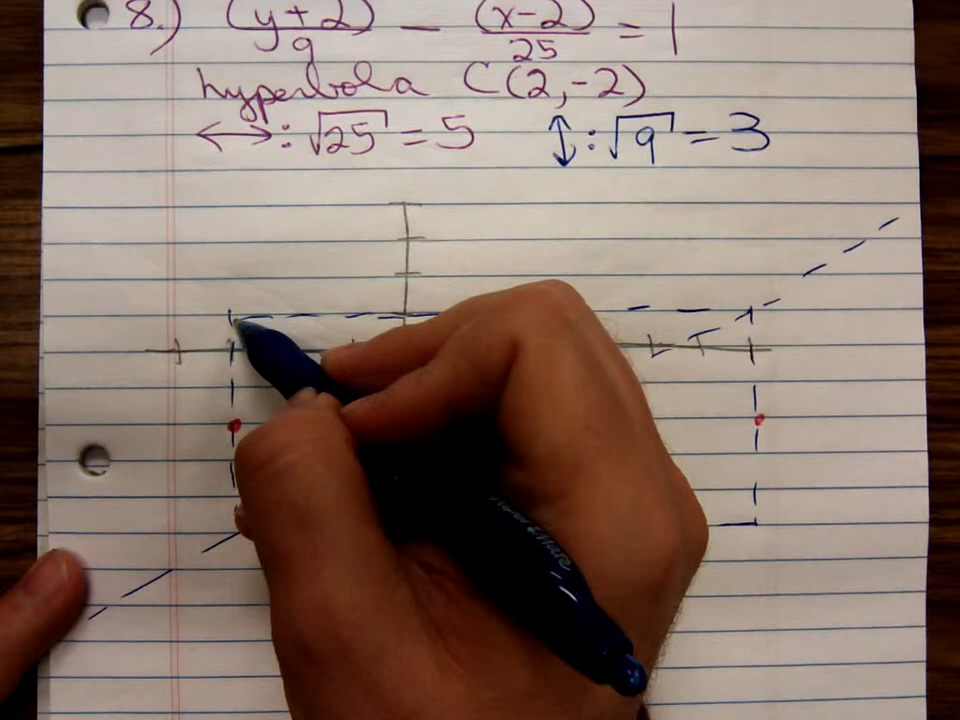 8.) (y+2)/9 - (x-2)/25 = 1
hyperbola C(2,-2)
↔: √25 = 5 ↕: √9 = 3